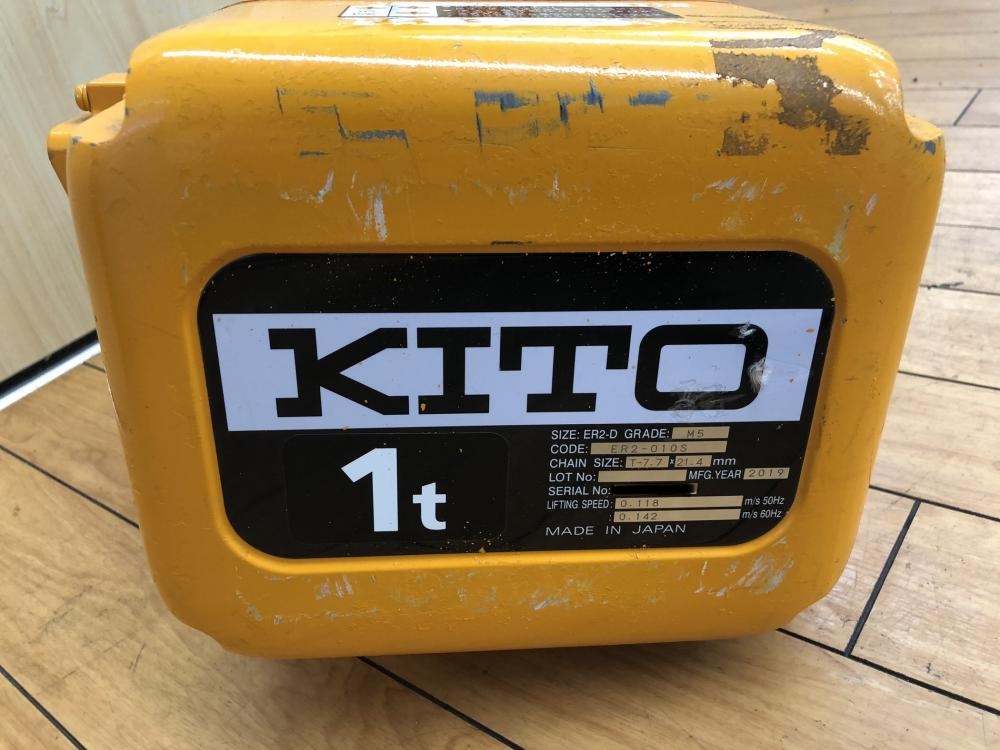 KITO
1t
SIZE: ER2-D GRADE: M5
CODE: ER2-010S
CHAIN SIZE: T-7.7 × 21.4 mm
LOT No: MFG.YEAR 2019
SERIAL No:
LIFTING SPEED: 0.118 m/s 50Hz
: 0.142 m/s 60Hz
MADE IN JAPAN